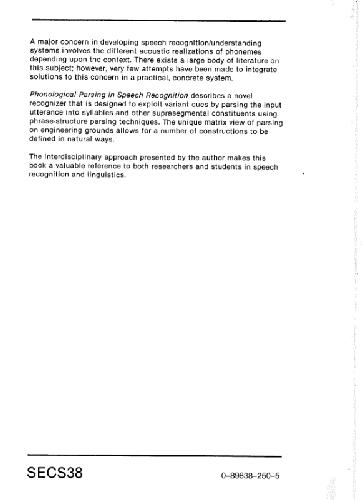 A major concern in developing speech recognition/understanding
systems involves the different acoustic realizations of phonemes
depending upon the context. There exists a large body of literature on
this subject; however, very few attempts have been made to integrate
solutions to this concern in a practical, concrete system.
Phonological Parsing in Speech Recognition describes a novel
recognizer that is designed to exploit variant cues by parsing the input
utterance into syllables and other suprasegmental constituents using
phrase-structure parsing techniques. The unique matrix view of parsing
on engineering grounds allows for a number of constructions to be
defined in natural ways.
The interdisciplinary approach presented by the author makes this
book a valuable reference to both researchers and students in speech
recognition and linguistics.
SECS38
0-89838-250-5